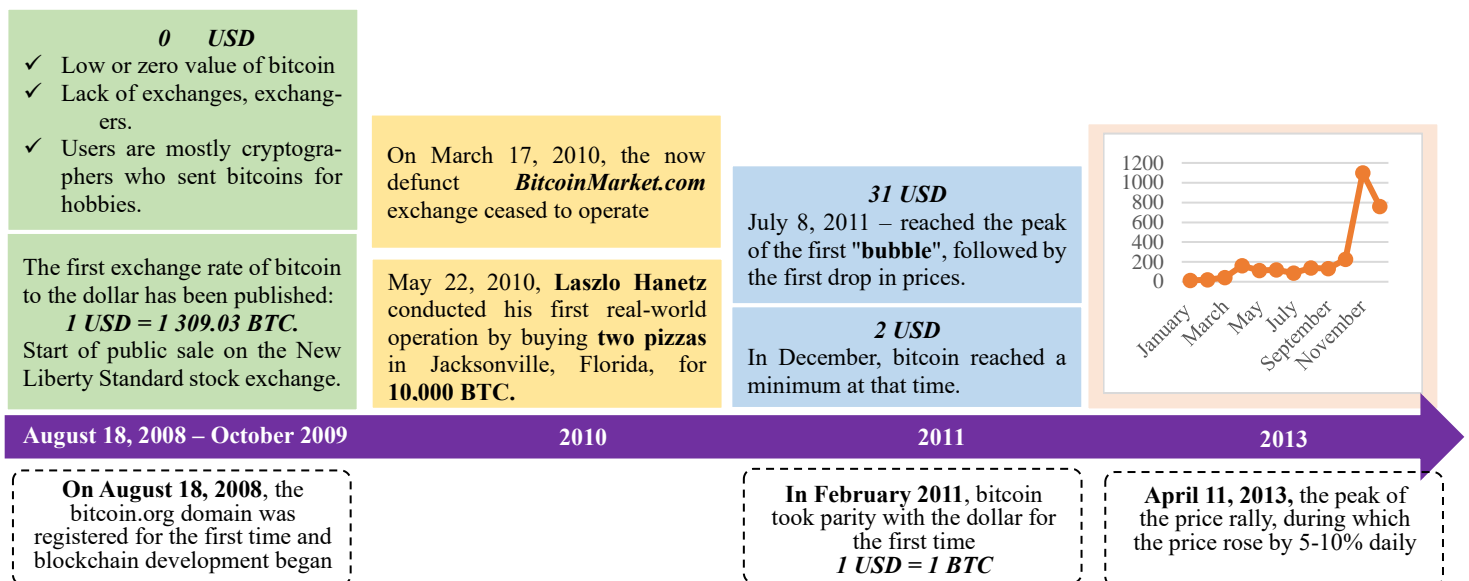 0 USD
✓ Low or zero value of bitcoin
✓ Lack of exchanges, exchang-
ers.
✓ Users are mostly cryptogra-
phers who sent bitcoins for
hobbies.
The first exchange rate of bitcoin
to the dollar has been published:
1 USD = 1 309.03 BTC.
Start of public sale on the New
Liberty Standard stock exchange.
On March 17, 2010, the now
defunct BitcoinMarket.com
exchange ceased to operate
May 22, 2010, Laszlo Hanetz
conducted his first real-world
operation by buying two pizzas
in Jacksonville, Florida, for
10,000 BTC.
31 USD
July 8, 2011 – reached the peak
of the first "bubble", followed by
the first drop in prices.
2 USD
In December, bitcoin reached a
minimum at that time.
1200
1000
800
600
400
200
0
January
March
May
July
September
November
August 18, 2008 – October 2009
2010
2011
2013
On August 18, 2008, the
bitcoin.org domain was
registered for the first time and
blockchain development began
In February 2011, bitcoin
took parity with the dollar for
the first time
1 USD = 1 BTC
April 11, 2013, the peak of
the price rally, during which
the price rose by 5-10% daily